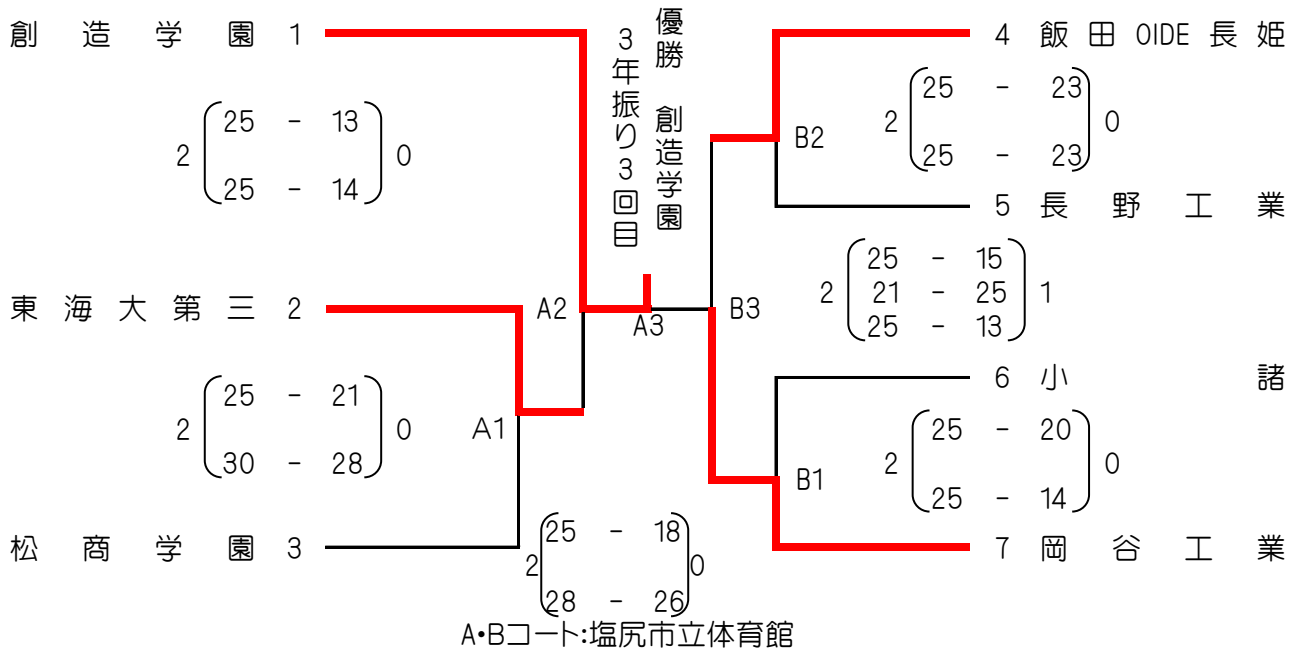 創造学園 1
2 25 - 13 0
25 - 14
東海大第三 2
2 25 - 21 0
30 - 28
松商学園 3
A1
A2
A3
優勝 創造学園
3年振り3回目
2 25 - 18 0
28 - 26
4 飯田OIDE長姫
2 25 - 23 0
25 - 23
B2
5 長野工業
25 - 15
2 21 - 25 1
25 - 13
B3
6 小諸
2 25 - 20 0
25 - 14
B1
7 岡谷工業
A・Bコート:塩尻市立体育館